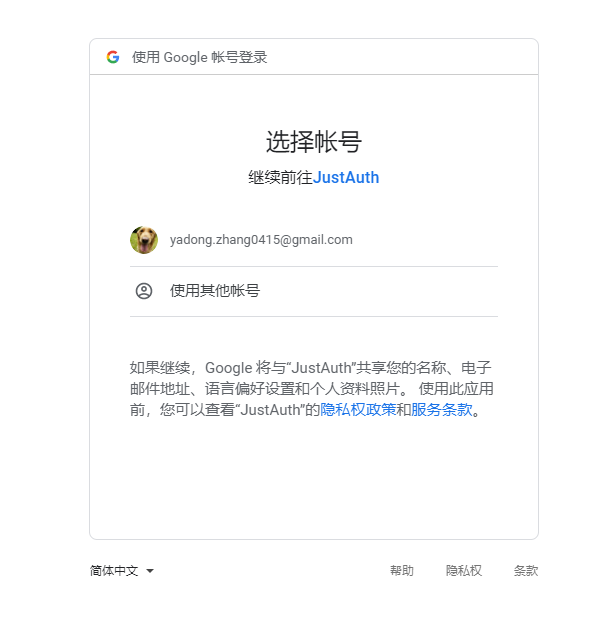 使用 Google 帐号登录
选择帐号
继续前往JustAuth
yadong.zhang0415@gmail.com
使用其他帐号
如果继续，Google 将与“JustAuth”共享您的名称、电子
邮件地址、语言偏好设置和个人资料照片。 使用此应用
前，您可以查看“JustAuth”的隐私权政策和服务条款。
简体中文 帮助 隐私权 条款